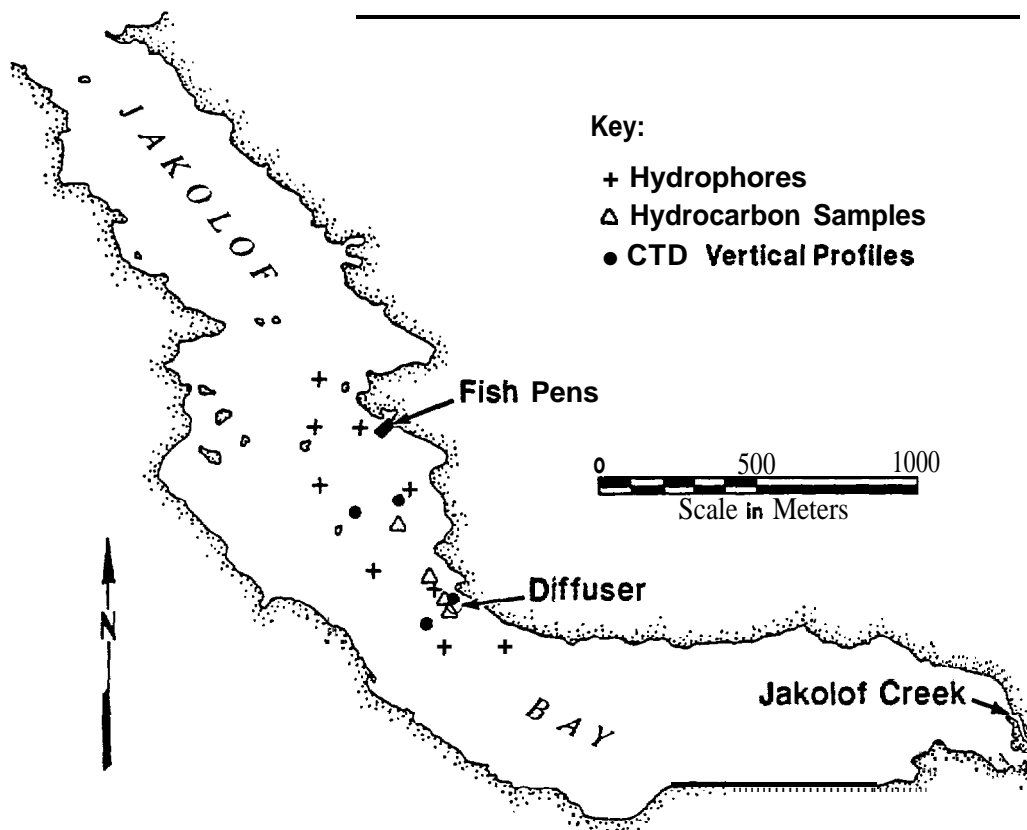 JAKOLOF
Key:
+ Hydrophores
△ Hydrocarbon Samples
● CTD Vertical Profiles
Fish Pens
0 500 1000
Scale in Meters
N
Diffuser
Jakolof Creek
BAY